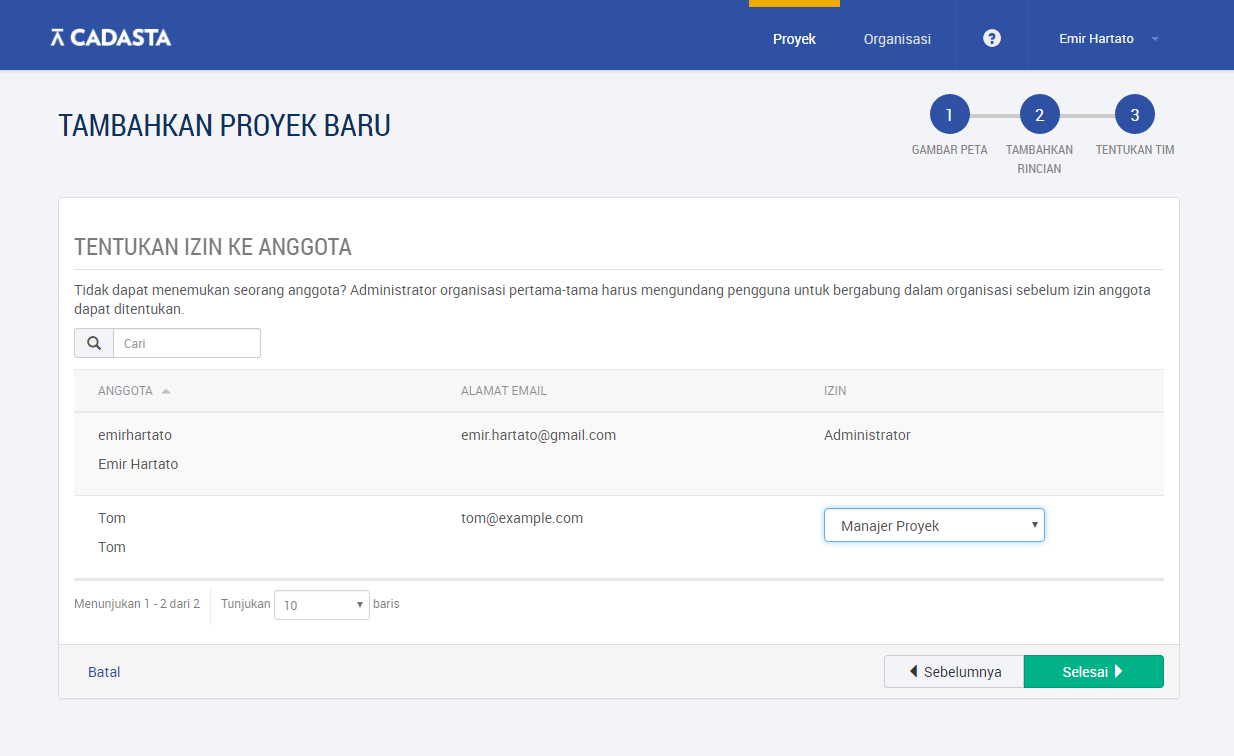 CADASTA
Proyek
Organisasi
?
Emir Hartato
TAMBAHKAN PROYEK BARU
1
2
3
GAMBAR PETA
TAMBAHKAN
RINCIAN
TENTUKAN TIM
TENTUKAN IZIN KE ANGGOTA
Tidak dapat menemukan seorang anggota? Administrator organisasi pertama-tama harus mengundang pengguna untuk bergabung dalam organisasi sebelum izin anggota
dapat ditentukan.
Cari
ANGGOTA
ALAMAT EMAIL
IZIN
emirhartato
emir.hartato@gmail.com
Administrator
Emir Hartato
Tom
tom@example.com
Manajer Proyek
Tom
Menunjukan 1 - 2 dari 2
Tunjukan 10 baris
Batal
Sebelumnya
Selesai